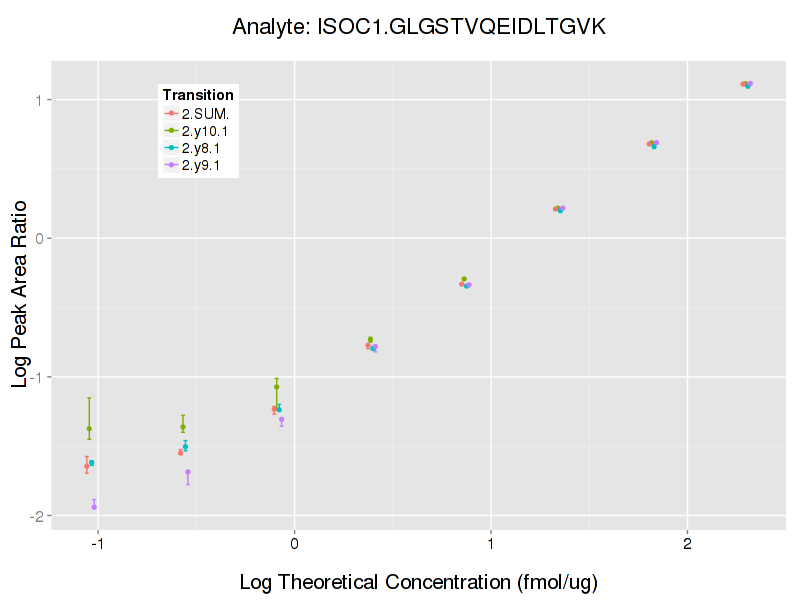 Analyte: ISOC1.GLGSTVQEIDLTGVK
Transition
2.SUM.
2.y10.1
2.y8.1
2.y9.1
Log Peak Area Ratio
1
0
-1
-2
-1 0 1 2
Log Theoretical Concentration (fmol/ug)